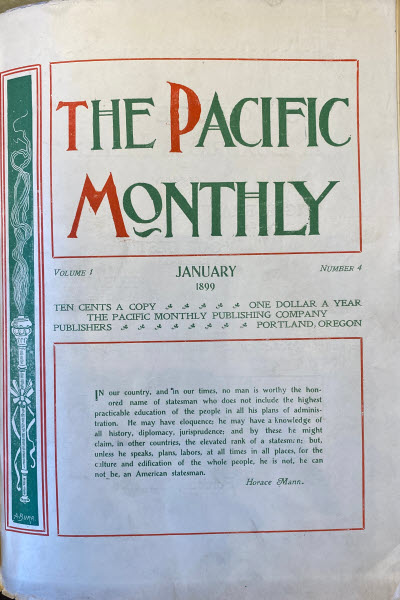 THE PACIFIC
MONTHLY
VOLUME 1 JANUARY NUMBER 4
1899
TEN CENTS A COPY ONE DOLLAR A YEAR
THE PACIFIC MONTHLY PUBLISHING COMPANY
PUBLISHERS PORTLAND, OREGON
IN our country, and in our times, no man is worthy the hon-
ored name of statesman who does not include the highest
practicable education of the people in all his plans of adminis-
tration. He may have eloquence; he may have a knowledge of
all history, diplomacy, jurisprudence; and by these he might
claim, in other countries, the elevated rank of a statesman; but,
unless he speaks, plans, labors, at all times in all places, for the
culture and edification of the whole people, he is not, he can
not be, an American statesman.
Horace Mann.